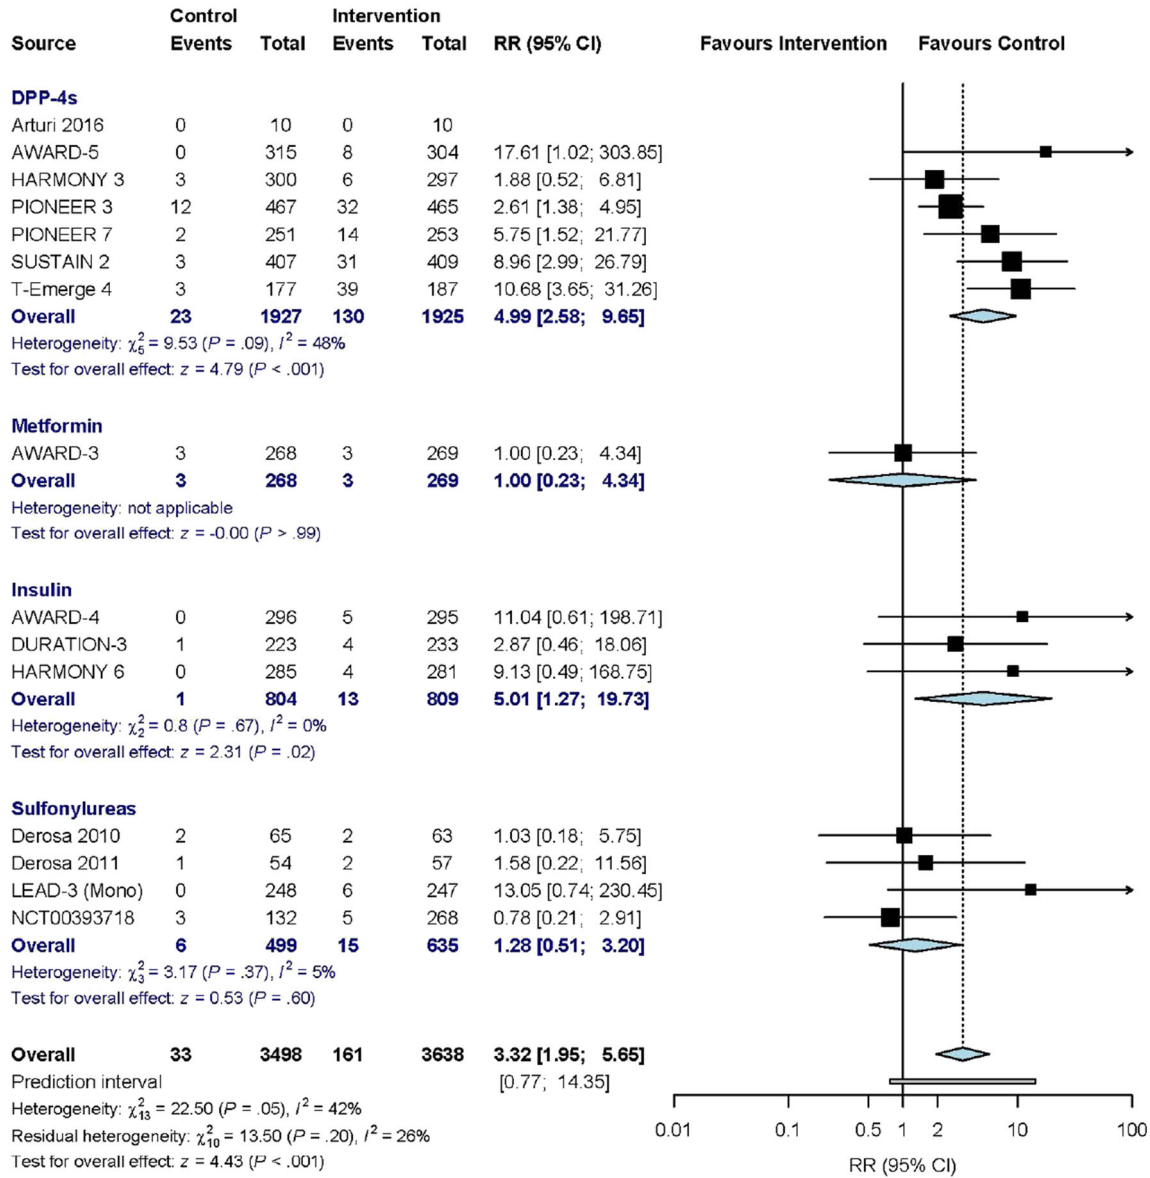 Control Intervention
Source Events Total Events Total RR (95% CI) Favours Intervention Favours Control
DPP-4s
Arturi 2016 0 10 0 10
AWARD-5 0 315 8 304 17.61 [1.02; 303.85]
HARMONY 3 3 300 6 297 1.88 [0.52; 6.81]
PIONEER 3 12 467 32 465 2.61 [1.38; 4.95]
PIONEER 7 2 251 14 253 5.75 [1.52; 21.77]
SUSTAIN 2 3 407 31 409 8.96 [2.99; 26.79]
T-Emerge 4 3 177 39 187 10.68 [3.65; 31.26]
Overall 23 1927 130 1925 4.99 [2.58; 9.65]
Heterogeneity: χ²₅ = 9.53 (P = .09), I² = 48%
Test for overall effect: z = 4.79 (P < .001)
Metformin
AWARD-3 3 268 3 269 1.00 [0.23; 4.34]
Overall 3 268 3 269 1.00 [0.23; 4.34]
Heterogeneity: not applicable
Test for overall effect: z = -0.00 (P > .99)
Insulin
AWARD-4 0 296 5 295 11.04 [0.61; 198.71]
DURATION-3 1 223 4 233 2.87 [0.46; 18.06]
HARMONY 6 0 285 4 281 9.13 [0.49; 168.75]
Overall 1 804 13 809 5.01 [1.27; 19.73]
Heterogeneity: χ²₂ = 0.8 (P = .67), I² = 0%
Test for overall effect: z = 2.31 (P = .02)
Sulfonylureas
Derosa 2010 2 65 2 63 1.03 [0.18; 5.75]
Derosa 2011 1 54 2 57 1.58 [0.22; 11.56]
LEAD-3 (Mono) 0 248 6 247 13.05 [0.74; 230.45]
NCT00393718 3 132 5 268 0.78 [0.21; 2.91]
Overall 6 499 15 635 1.28 [0.51; 3.20]
Heterogeneity: χ²₃ = 3.17 (P = .37), I² = 5%
Test for overall effect: z = 0.53 (P = .60)
Overall 33 3498 161 3638 3.32 [1.95; 5.65]
Prediction interval [0.77; 14.35]
Heterogeneity: χ²₁₃ = 22.50 (P = .05), I² = 42%
Residual heterogeneity: χ²₁₀ = 13.50 (P = .20), I² = 26%
Test for overall effect: z = 4.43 (P < .001)
0.01 0.1 0.5 1 2 10 100
RR (95% CI)